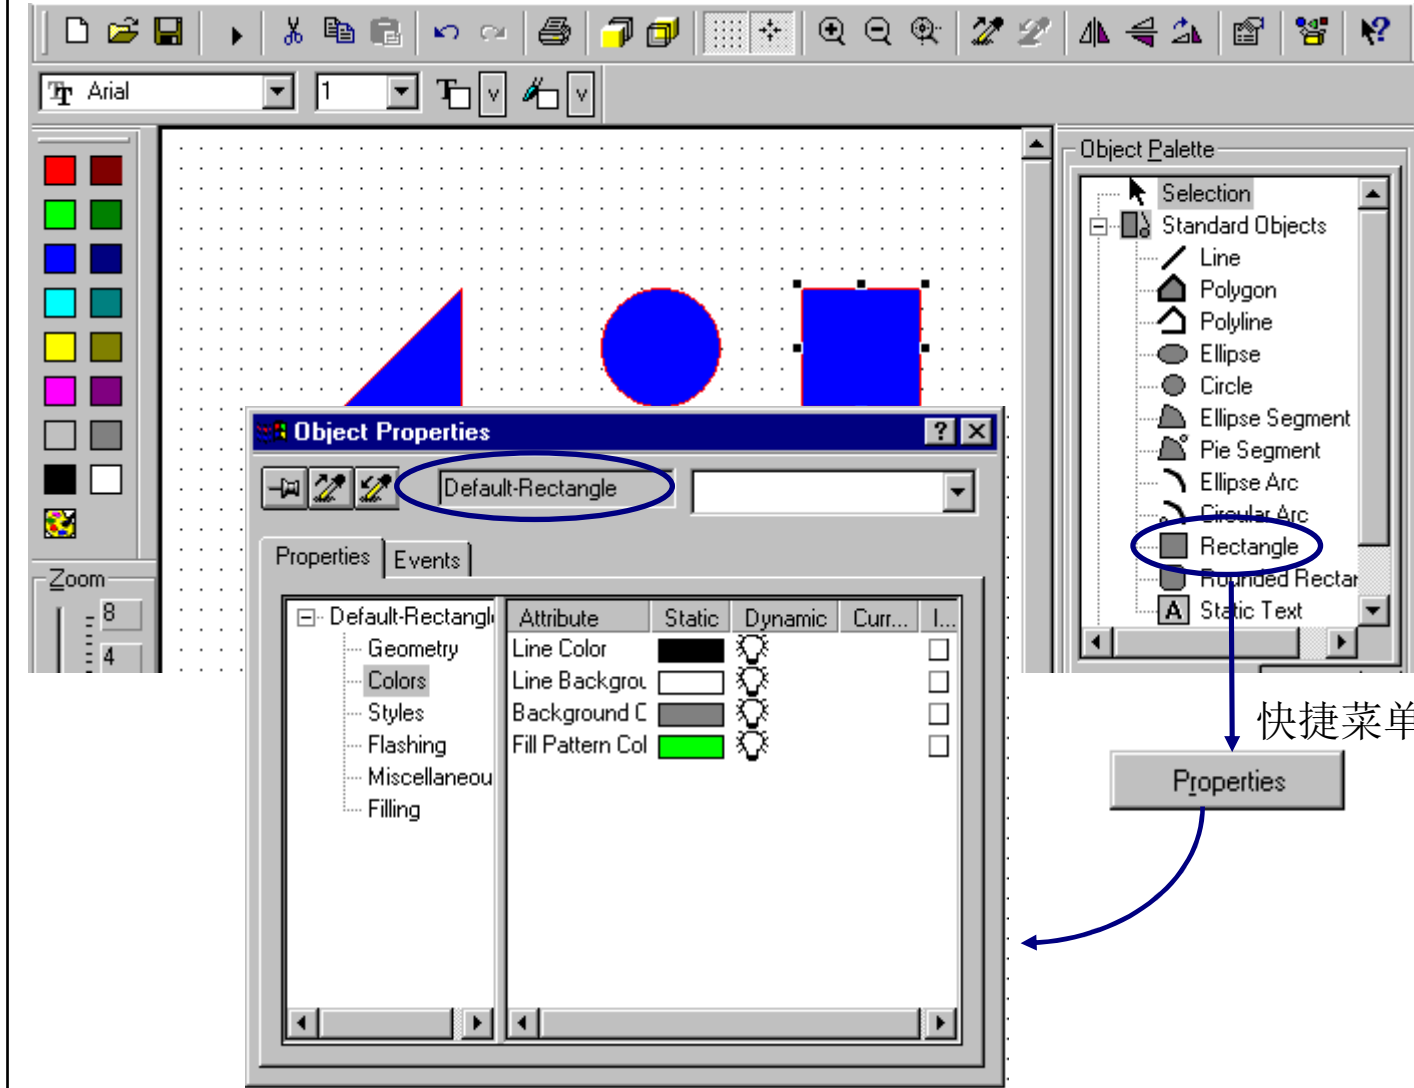 Arial
1
Object Palette
Selection
Standard Objects
Line
Polygon
Polyline
Ellipse
Circle
Ellipse Segment
Pie Segment
Ellipse Arc
Circular Arc
Rectangle
Rounded Rectar
A Static Text
Zoom
8
4
Object Properties
Default-Rectangle
Properties
Events
Default-Rectangl
Geometry
Colors
Styles
Flashing
Miscellaneou
Filling
Attribute Static Dynamic Curr... I...
Line Color
Line Backgrou
Background C
Fill Pattern Col
快捷菜单
Properties